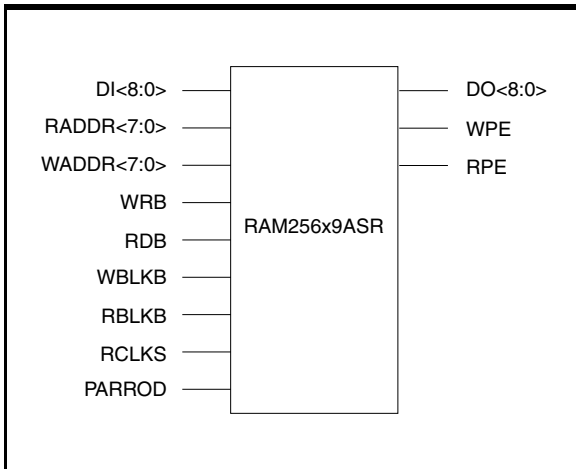 DI<8:0>
RADDR<7:0>
WADDR<7:0>
WRB
RDB
WBLKB
RBLKB
RCLKS
PARROD
RAM256x9ASR
DO<8:0>
WPE
RPE